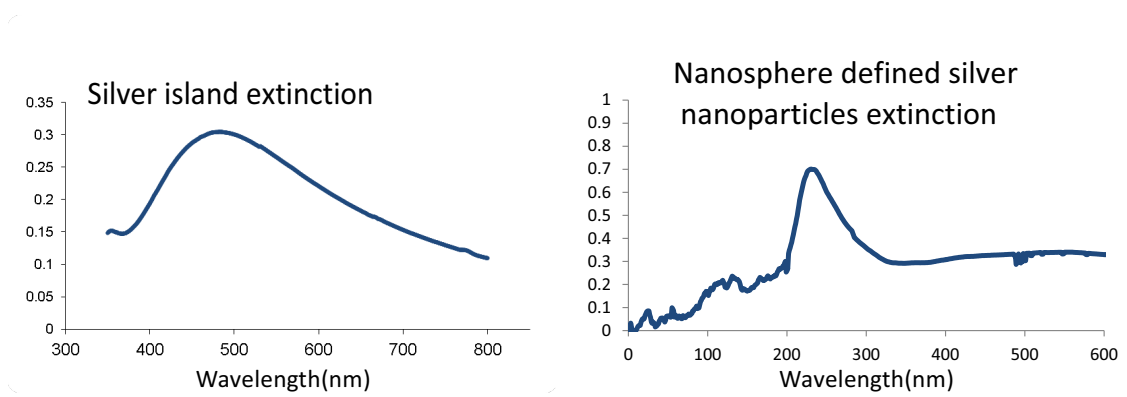 Silver island extinction
0.35
0.3
0.25
0.2
0.15
0.1
0.05
0
300 400 500 600 700 800
Wavelength(nm)
Nanosphere defined silver
nanoparticles extinction
1
0.9
0.8
0.7
0.6
0.5
0.4
0.3
0.2
0.1
0
0 100 200 300 400 500 600
Wavelength(nm)